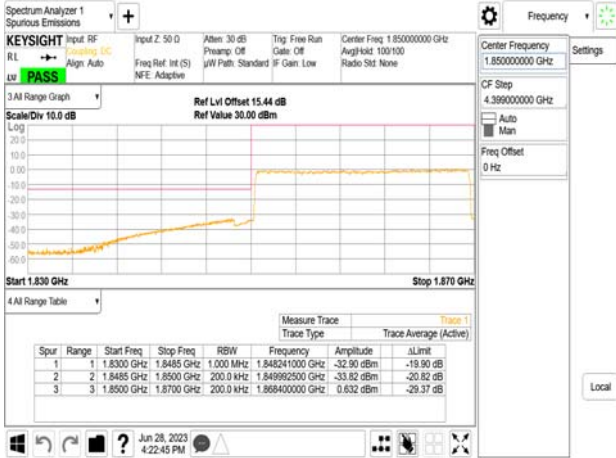 Spectrum Analyzer 1
Spurious Emissions
Frequency
KEYSIGHT Input: RF Input Z: 50 Ω Atten: 30 dB Trig: Free Run Center Freq: 1.850000000 GHz
Coupling: DC Preamp: Off Gate: Off Avg|Hold: 100/100
RL Align: Auto Freq Ref: Int (S) µW Path: Standard IF Gain: Low Radio Std: None
NFE: Adaptive
LV PASS
3 All Range Graph
Ref Lvl Offset 15.44 dB
Scale/Div 10.0 dB Ref Value 30.00 dBm
Log
20.0
10.0
0.00
-10.0
-20.0
-30.0
-40.0
-50.0
-60.0
Start 1.830 GHz Stop 1.870 GHz
4 All Range Table
Measure Trace Trace 1
Trace Type Trace Average (Active)
Spur Range Start Freq Stop Freq RBW Frequency Amplitude ΔLimit
1 1 1.8300 GHz 1.8485 GHz 1.000 MHz 1.848241000 GHz -32.90 dBm -19.90 dB
2 2 1.8485 GHz 1.8500 GHz 200.0 kHz 1.849992500 GHz -33.82 dBm -20.82 dB
3 3 1.8500 GHz 1.8700 GHz 200.0 kHz 1.868400000 GHz 0.632 dBm -29.37 dB
Jun 28, 2023
4:22:45 PM
Center Frequency
1.850000000 GHz
Settings
CF Step
4.399000000 GHz
Auto
Man
Freq Offset
0 Hz
Local